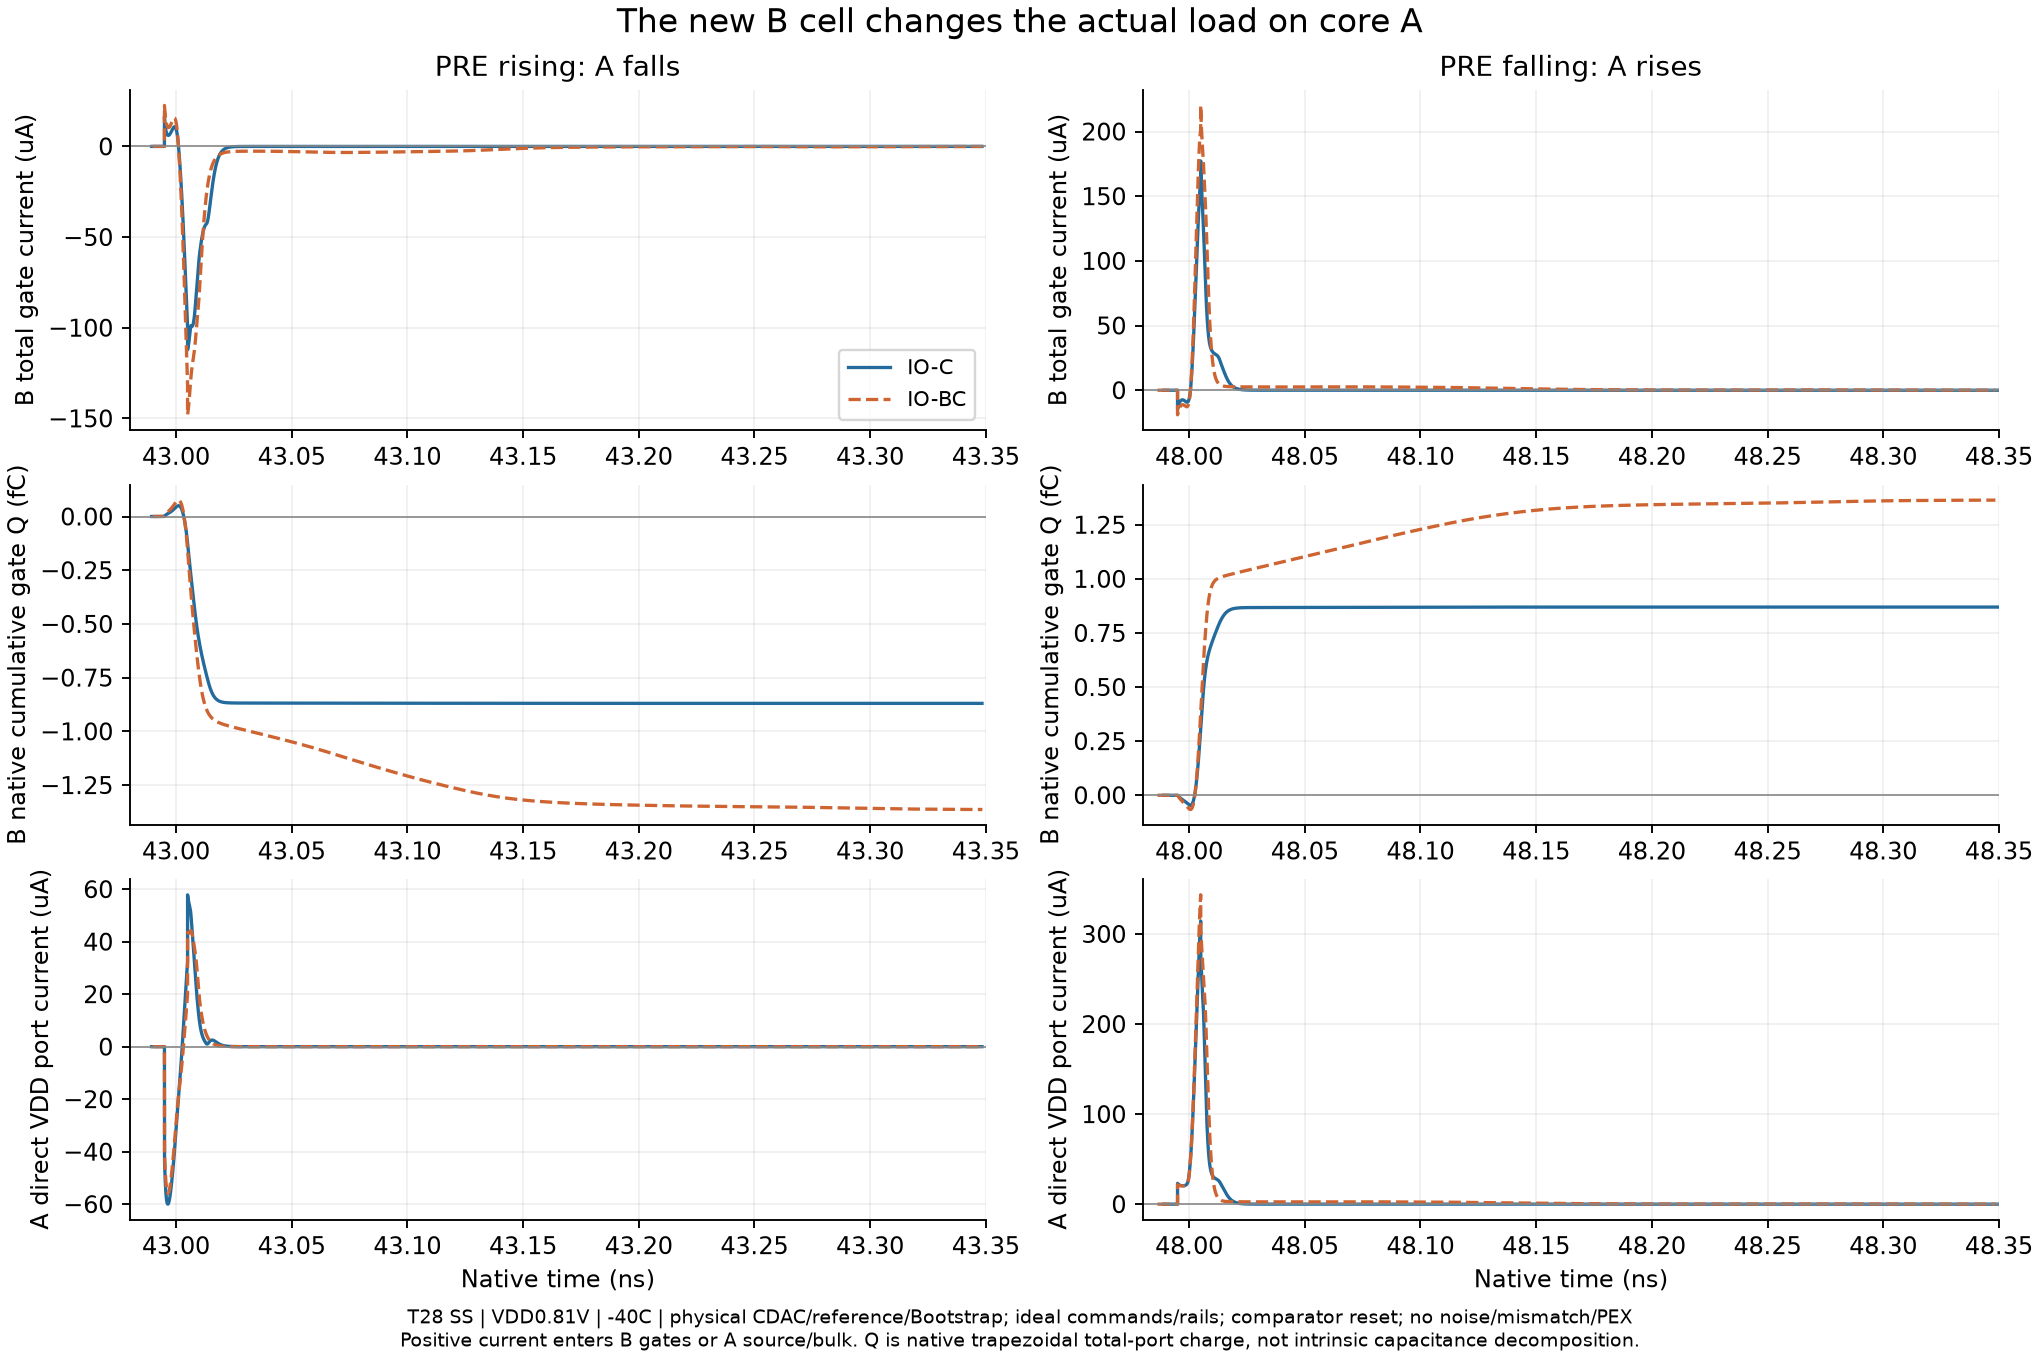 The new B cell changes the actual load on core A
PRE rising: A falls
B total gate current (uA)
0
−50
−100
−150
IO-C
IO-BC
43.00 43.05 43.10 43.15 43.20 43.25 43.30 43.35
PRE falling: A rises
B total gate current (uA)
200
150
100
50
0
48.00 48.05 48.10 48.15 48.20 48.25 48.30 48.35
B native cumulative gate Q (fC)
0.00
−0.25
−0.50
−0.75
−1.00
−1.25
43.00 43.05 43.10 43.15 43.20 43.25 43.30 43.35
B native cumulative gate Q (fC)
1.25
1.00
0.75
0.50
0.25
0.00
48.00 48.05 48.10 48.15 48.20 48.25 48.30 48.35
A direct VDD port current (uA)
60
40
20
0
−20
−40
−60
43.00 43.05 43.10 43.15 43.20 43.25 43.30 43.35
Native time (ns)
A direct VDD port current (uA)
300
200
100
0
48.00 48.05 48.10 48.15 48.20 48.25 48.30 48.35
Native time (ns)
T28 SS | VDD0.81V | -40C | physical CDAC/reference/Bootstrap; ideal commands/rails; comparator reset; no noise/mismatch/PEX
Positive current enters B gates or A source/bulk. Q is native trapezoidal total-port charge, not intrinsic capacitance decomposition.